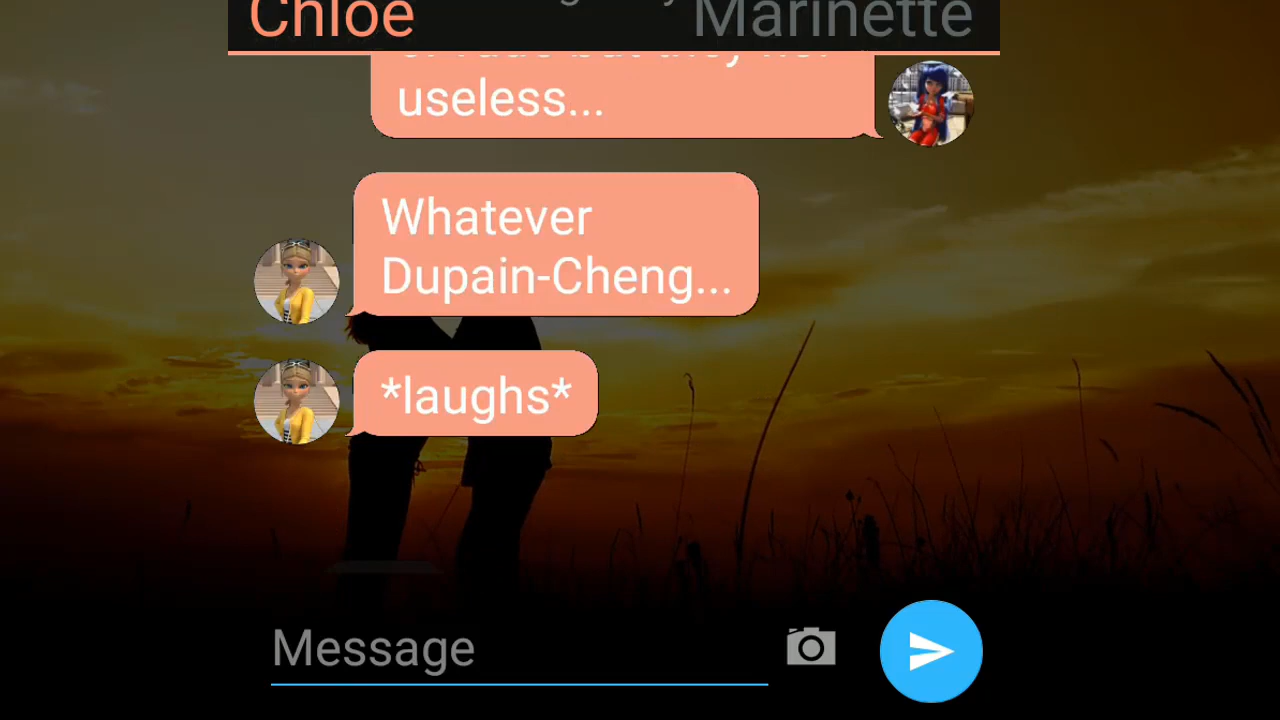 Chloe Marinette
useless...
Whatever
Dupain-Cheng...
*laughs*
Message